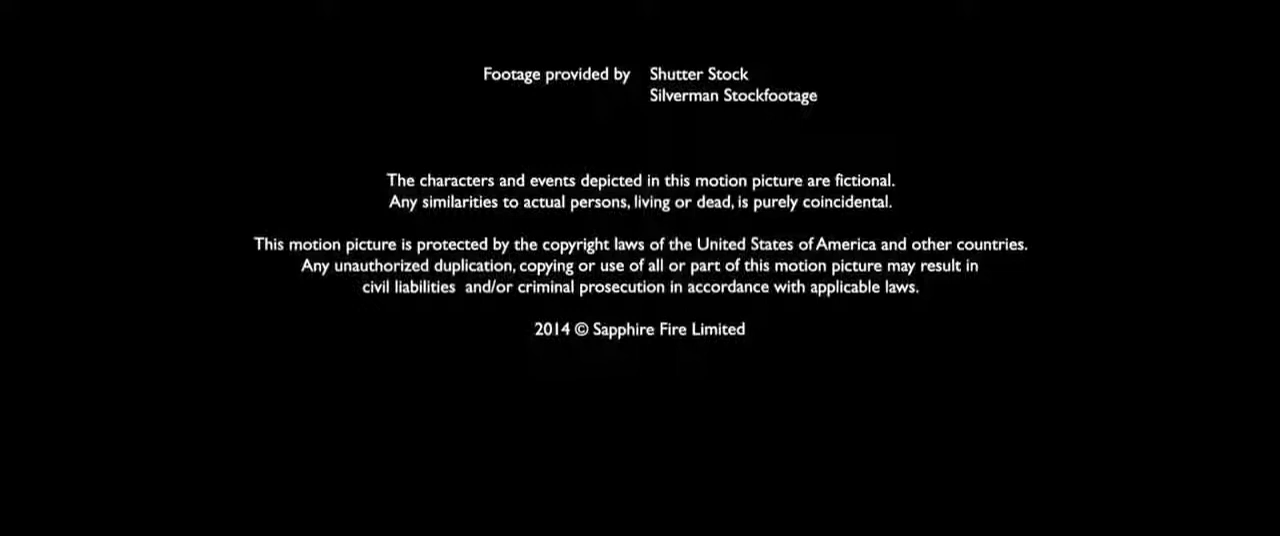 Footage provided by Shutter Stock
Silverman Stockfootage
The characters and events depicted in this motion picture are fictional.
Any similarities to actual persons, living or dead, is purely coincidental.
This motion picture is protected by the copyright laws of the United States of America and other countries.
Any unauthorized duplication, copying or use of all or part of this motion picture may result in
civil liabilities  and/or criminal prosecution in accordance with applicable laws.
2014 © Sapphire Fire Limited